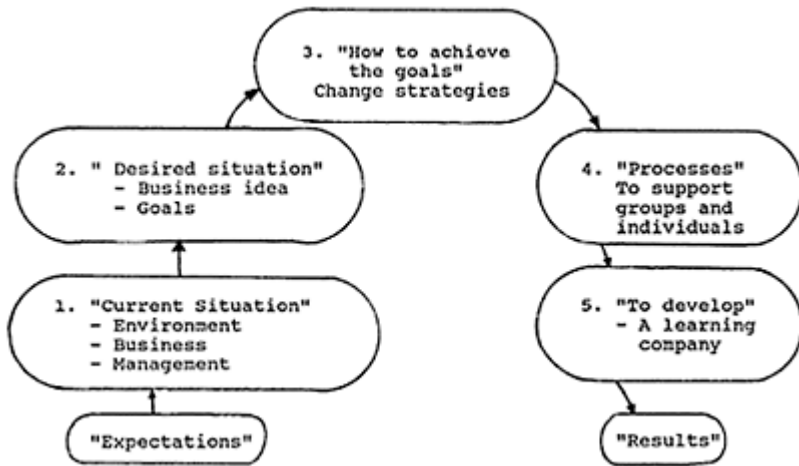 3. "How to achieve
the goals"
Change strategies
2. " Desired situation"
- Business idea
- Goals
4. "Processes"
To support
groups and
individuals
1. "Current Situation"
- Environment
- Business
- Management
5. "To develop"
- A learning
company
"Expectations"
"Results"